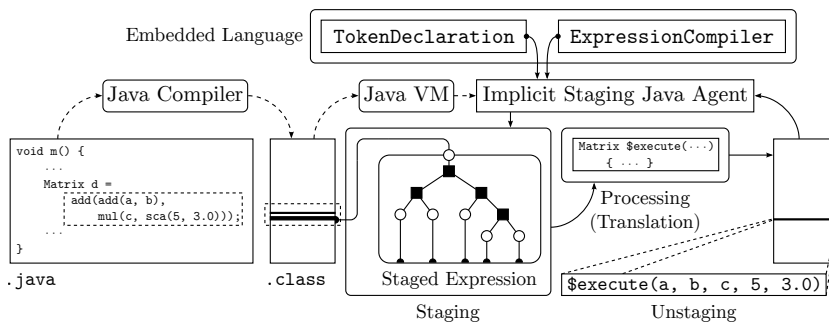 Embedded Language
TokenDeclaration
ExpressionCompiler
Java Compiler
Java VM
Implicit Staging Java Agent
void m() {
...
Matrix d =
add(add(a, b),
mul(c, sca(5, 3.0)));
...
}
.java
.class
Staged Expression
Staging
Matrix $execute(...)
{ ... }
Processing
(Translation)
$execute(a, b, c, 5, 3.0)
Unstaging